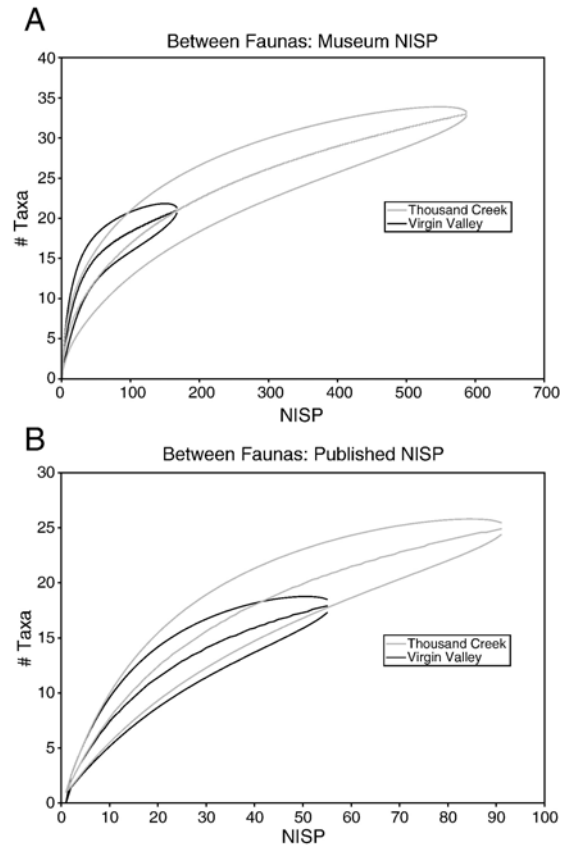 A
Between Faunas: Museum NISP
40
35
30
25
20
15
10
5
0
# Taxa
Thousand Creek
Virgin Valley
0 100 200 300 400 500 600 700
NISP
B
Between Faunas: Published NISP
30
25
20
15
10
5
0
# Taxa
Thousand Creek
Virgin Valley
0 10 20 30 40 50 60 70 80 90 100
NISP